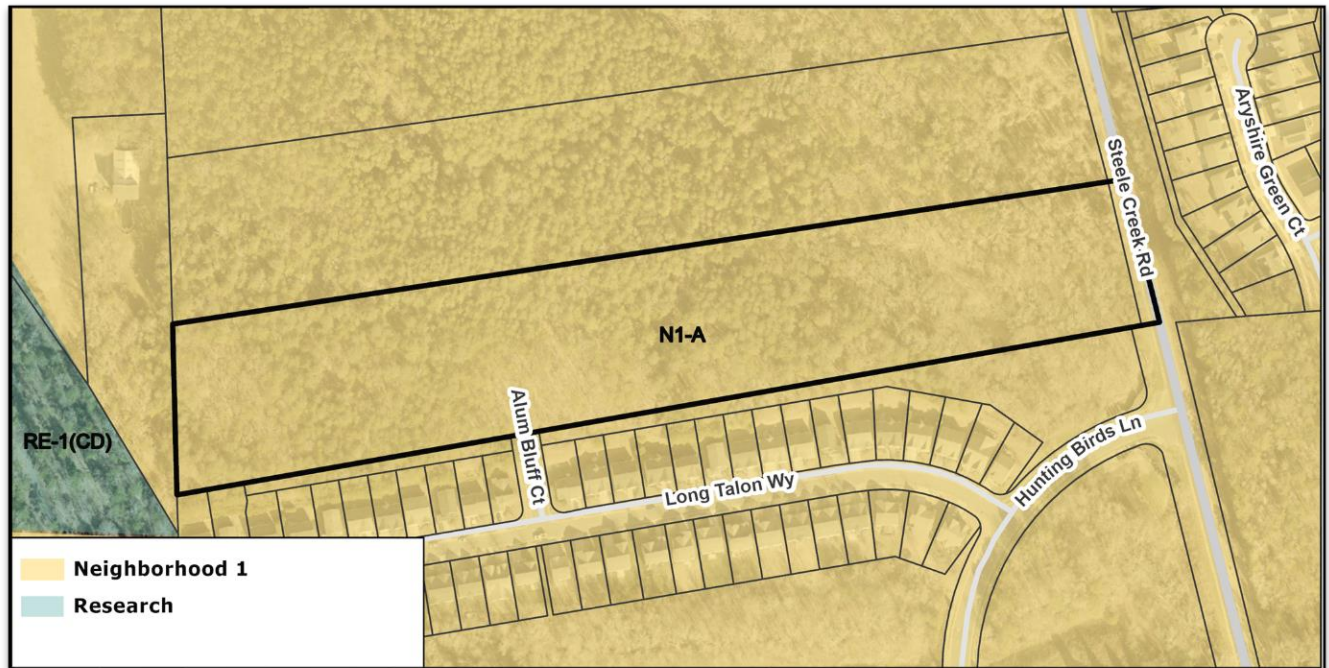 Aryshire Green Ct
Steele Creek Rd
N1-A
Alum Bluff Ct
RE-1(CD)
Hunting Birds Ln
Long Talon Wy
Neighborhood 1
Research